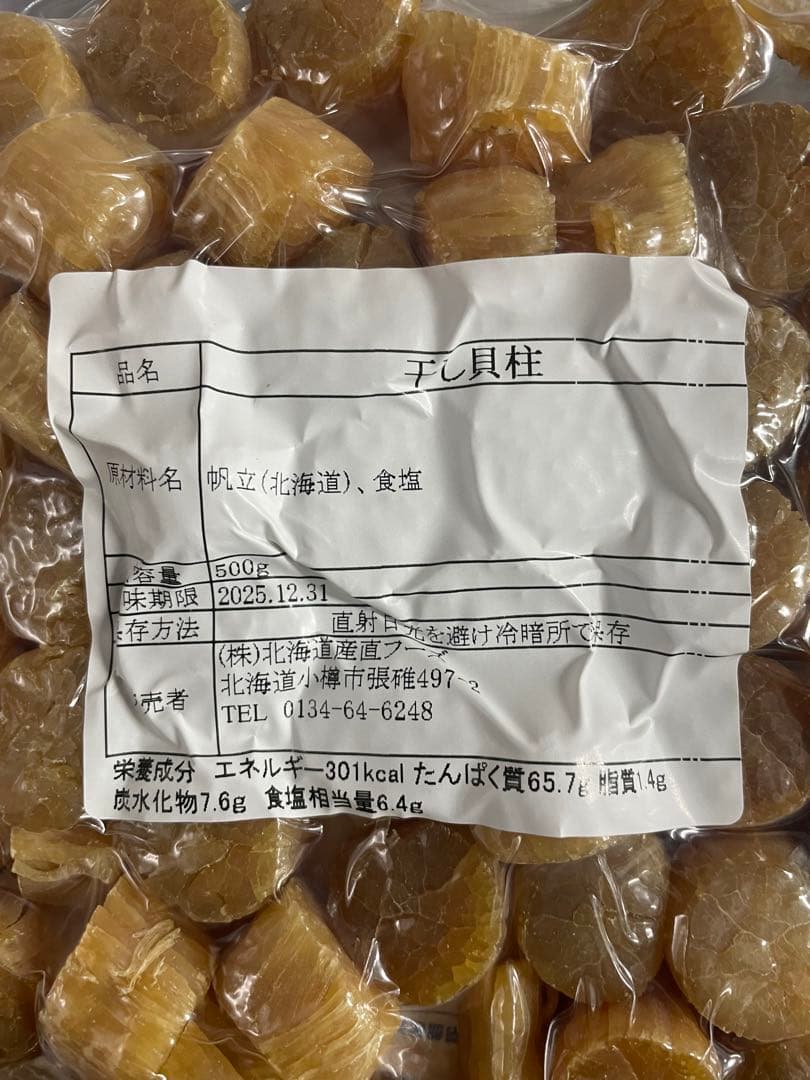 品名 干し貝柱
原材料名 帆立(北海道)、食塩
容量 500g
味期限 2025.12.31
存方法 直射日光を避け冷暗所で保存
売者 (株)北海道産直フーズ
北海道小樽市張碓497-2
TEL 0134-64-6248
栄養成分 エネルギー301kcal たんぱく質65.7g 脂質1.4g
炭水化物7.6g 食塩相当量6.4g